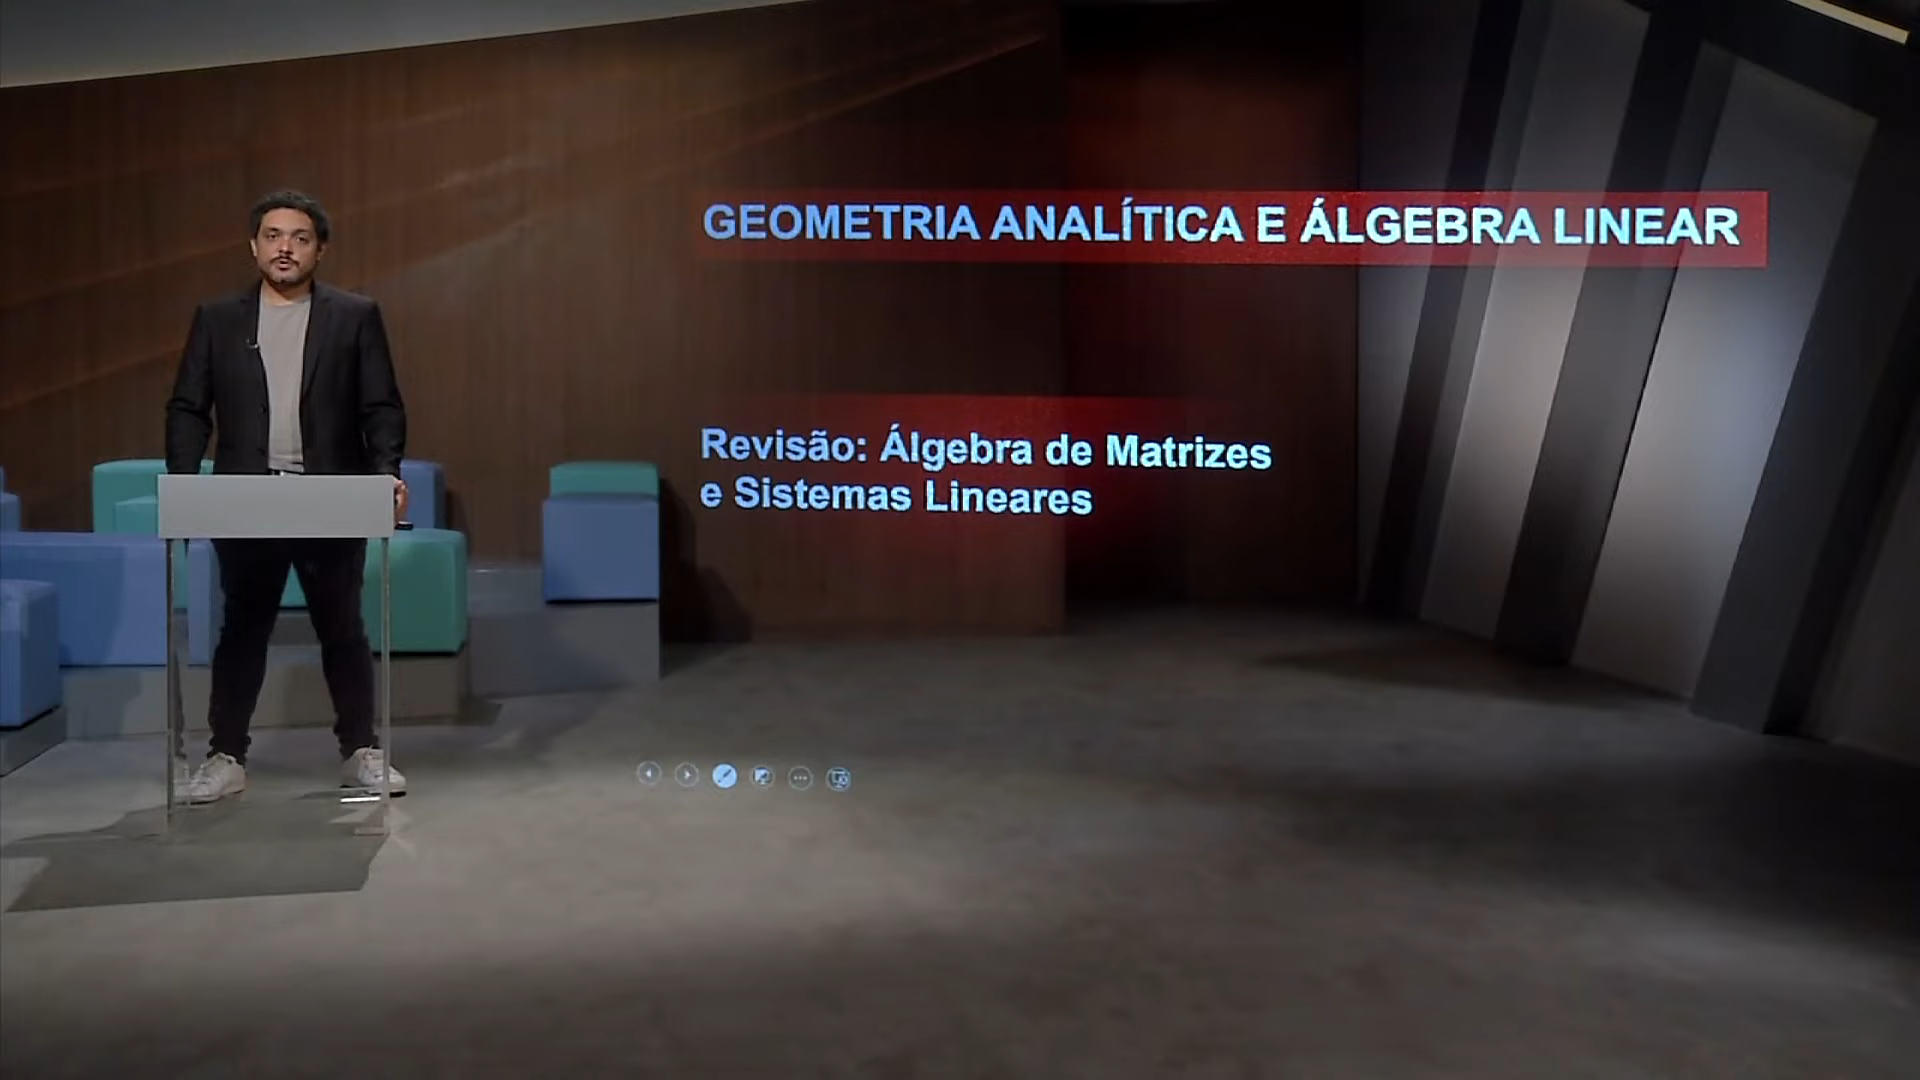 GEOMETRIA ANALÍTICA E ÁLGEBRA LINEAR
Revisão: Álgebra de Matrizes
e Sistemas Lineares